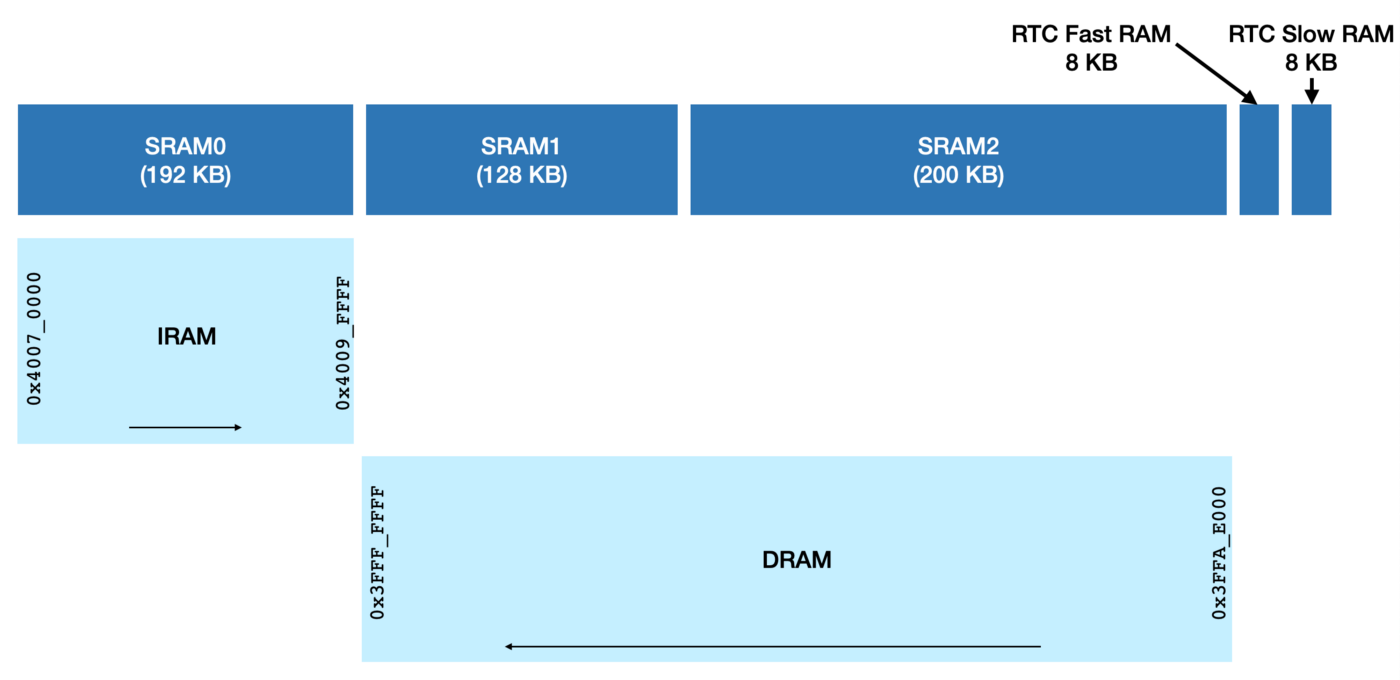 RTC Fast RAM
8 KB
RTC Slow RAM
8 KB
SRAM0
(192 KB)
SRAM1
(128 KB)
SRAM2
(200 KB)
0x4007_0000
IRAM
0x4009_FFFF
0x3FFF_FFFF
DRAM
0x3FFA_E000